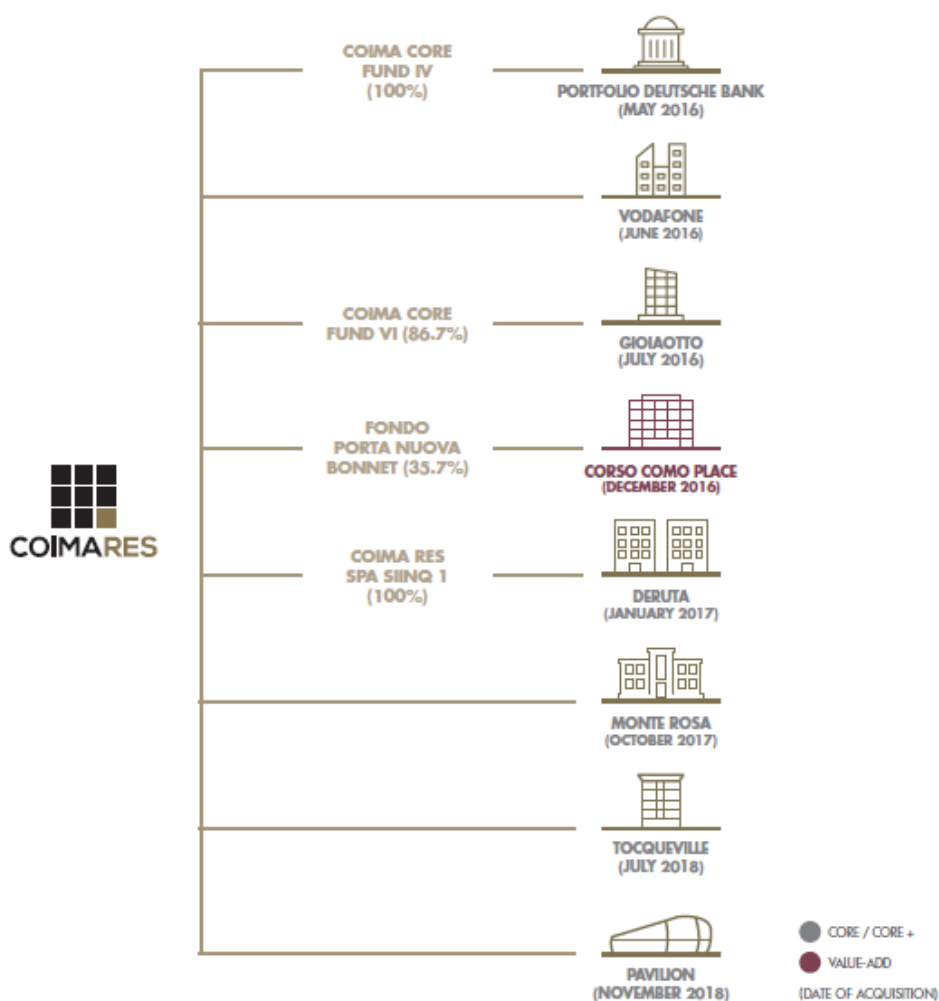 COIMA CORE
FUND IV
(100%)
PORTFOLIO DEUTSCHE BANK
(MAY 2016)
VODAFONE
(JUNE 2016)
COIMA CORE
FUND VI (86.7%)
GIOIAOTTO
(JULY 2016)
FONDO
PORTA NUOVA
BONNET (35.7%)
CORSO COMO PLACE
(DECEMBER 2016)
COIMARES
COIMA RES
SPA SIINQ 1
(100%)
DERUTA
(JANUARY 2017)
MONTE ROSA
(OCTOBER 2017)
TOCQUEVILLE
(JULY 2018)
PAVILION
(NOVEMBER 2018)
CORE / CORE +
VALUE-ADD
(DATE OF ACQUISITION)